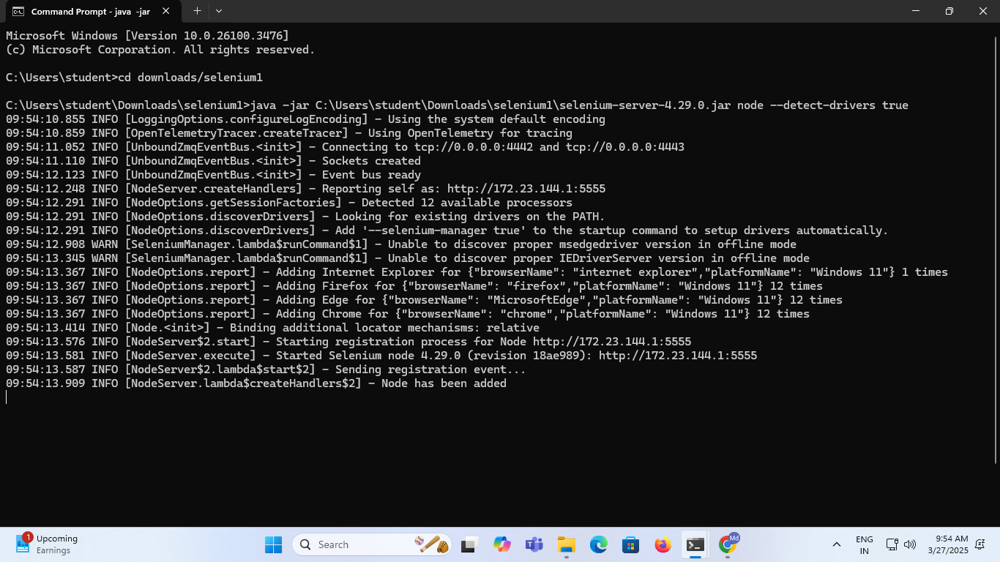 Command Prompt - java -jar
Microsoft Windows [Version 10.0.26100.3476]
(c) Microsoft Corporation. All rights reserved.
C:\Users\student>cd downloads/selenium1
C:\Users\student\Downloads\selenium1>java -jar C:\Users\student\Downloads\selenium1\selenium-server-4.29.0.jar node --detect-drivers true
09:54:10.855 INFO [LoggingOptions.configureLogEncoding] - Using the system default encoding
09:54:10.859 INFO [OpenTelemetryTracer.createTracer] - Using OpenTelemetry for tracing
09:54:11.052 INFO [UnboundZmqEventBus.<init>] - Connecting to tcp://0.0.0.0:4442 and tcp://0.0.0.0:4443
09:54:11.110 INFO [UnboundZmqEventBus.<init>] - Sockets created
09:54:12.123 INFO [UnboundZmqEventBus.<init>] - Event bus ready
09:54:12.248 INFO [NodeServer.createHandlers] - Reporting self as: http://172.23.144.1:5555
09:54:12.291 INFO [NodeOptions.getSessionFactories] - Detected 12 available processors
09:54:12.291 INFO [NodeOptions.discoverDrivers] - Looking for existing drivers on the PATH.
09:54:12.291 INFO [NodeOptions.discoverDrivers] - Add '--selenium-manager true' to the startup command to setup drivers automatically.
09:54:12.908 WARN [SeleniumManager.lambda$runCommand$1] - Unable to discover proper msedgedriver version in offline mode
09:54:13.345 WARN [SeleniumManager.lambda$runCommand$1] - Unable to discover proper IEDriverServer version in offline mode
09:54:13.367 INFO [NodeOptions.report] - Adding Internet Explorer for {"browserName": "internet explorer","platformName": "Windows 11"} 1 times
09:54:13.367 INFO [NodeOptions.report] - Adding Firefox for {"browserName": "firefox","platformName": "Windows 11"} 12 times
09:54:13.367 INFO [NodeOptions.report] - Adding Edge for {"browserName": "MicrosoftEdge","platformName": "Windows 11"} 12 times
09:54:13.367 INFO [NodeOptions.report] - Adding Chrome for {"browserName": "chrome","platformName": "Windows 11"} 12 times
09:54:13.414 INFO [Node.<init>] - Binding additional locator mechanisms: relative
09:54:13.576 INFO [NodeServer$2.start] - Starting registration process for Node http://172.23.144.1:5555
09:54:13.581 INFO [NodeServer.execute] - Started Selenium node 4.29.0 (revision 18ae989): http://172.23.144.1:5555
09:54:13.587 INFO [NodeServer$2.lambda$start$2] - Sending registration event...
09:54:13.909 INFO [NodeServer.lambda$createHandlers$2] - Node has been added
1
Upcoming
Earnings
Search
Md
ENG
IN
9:54 AM
3/27/2025